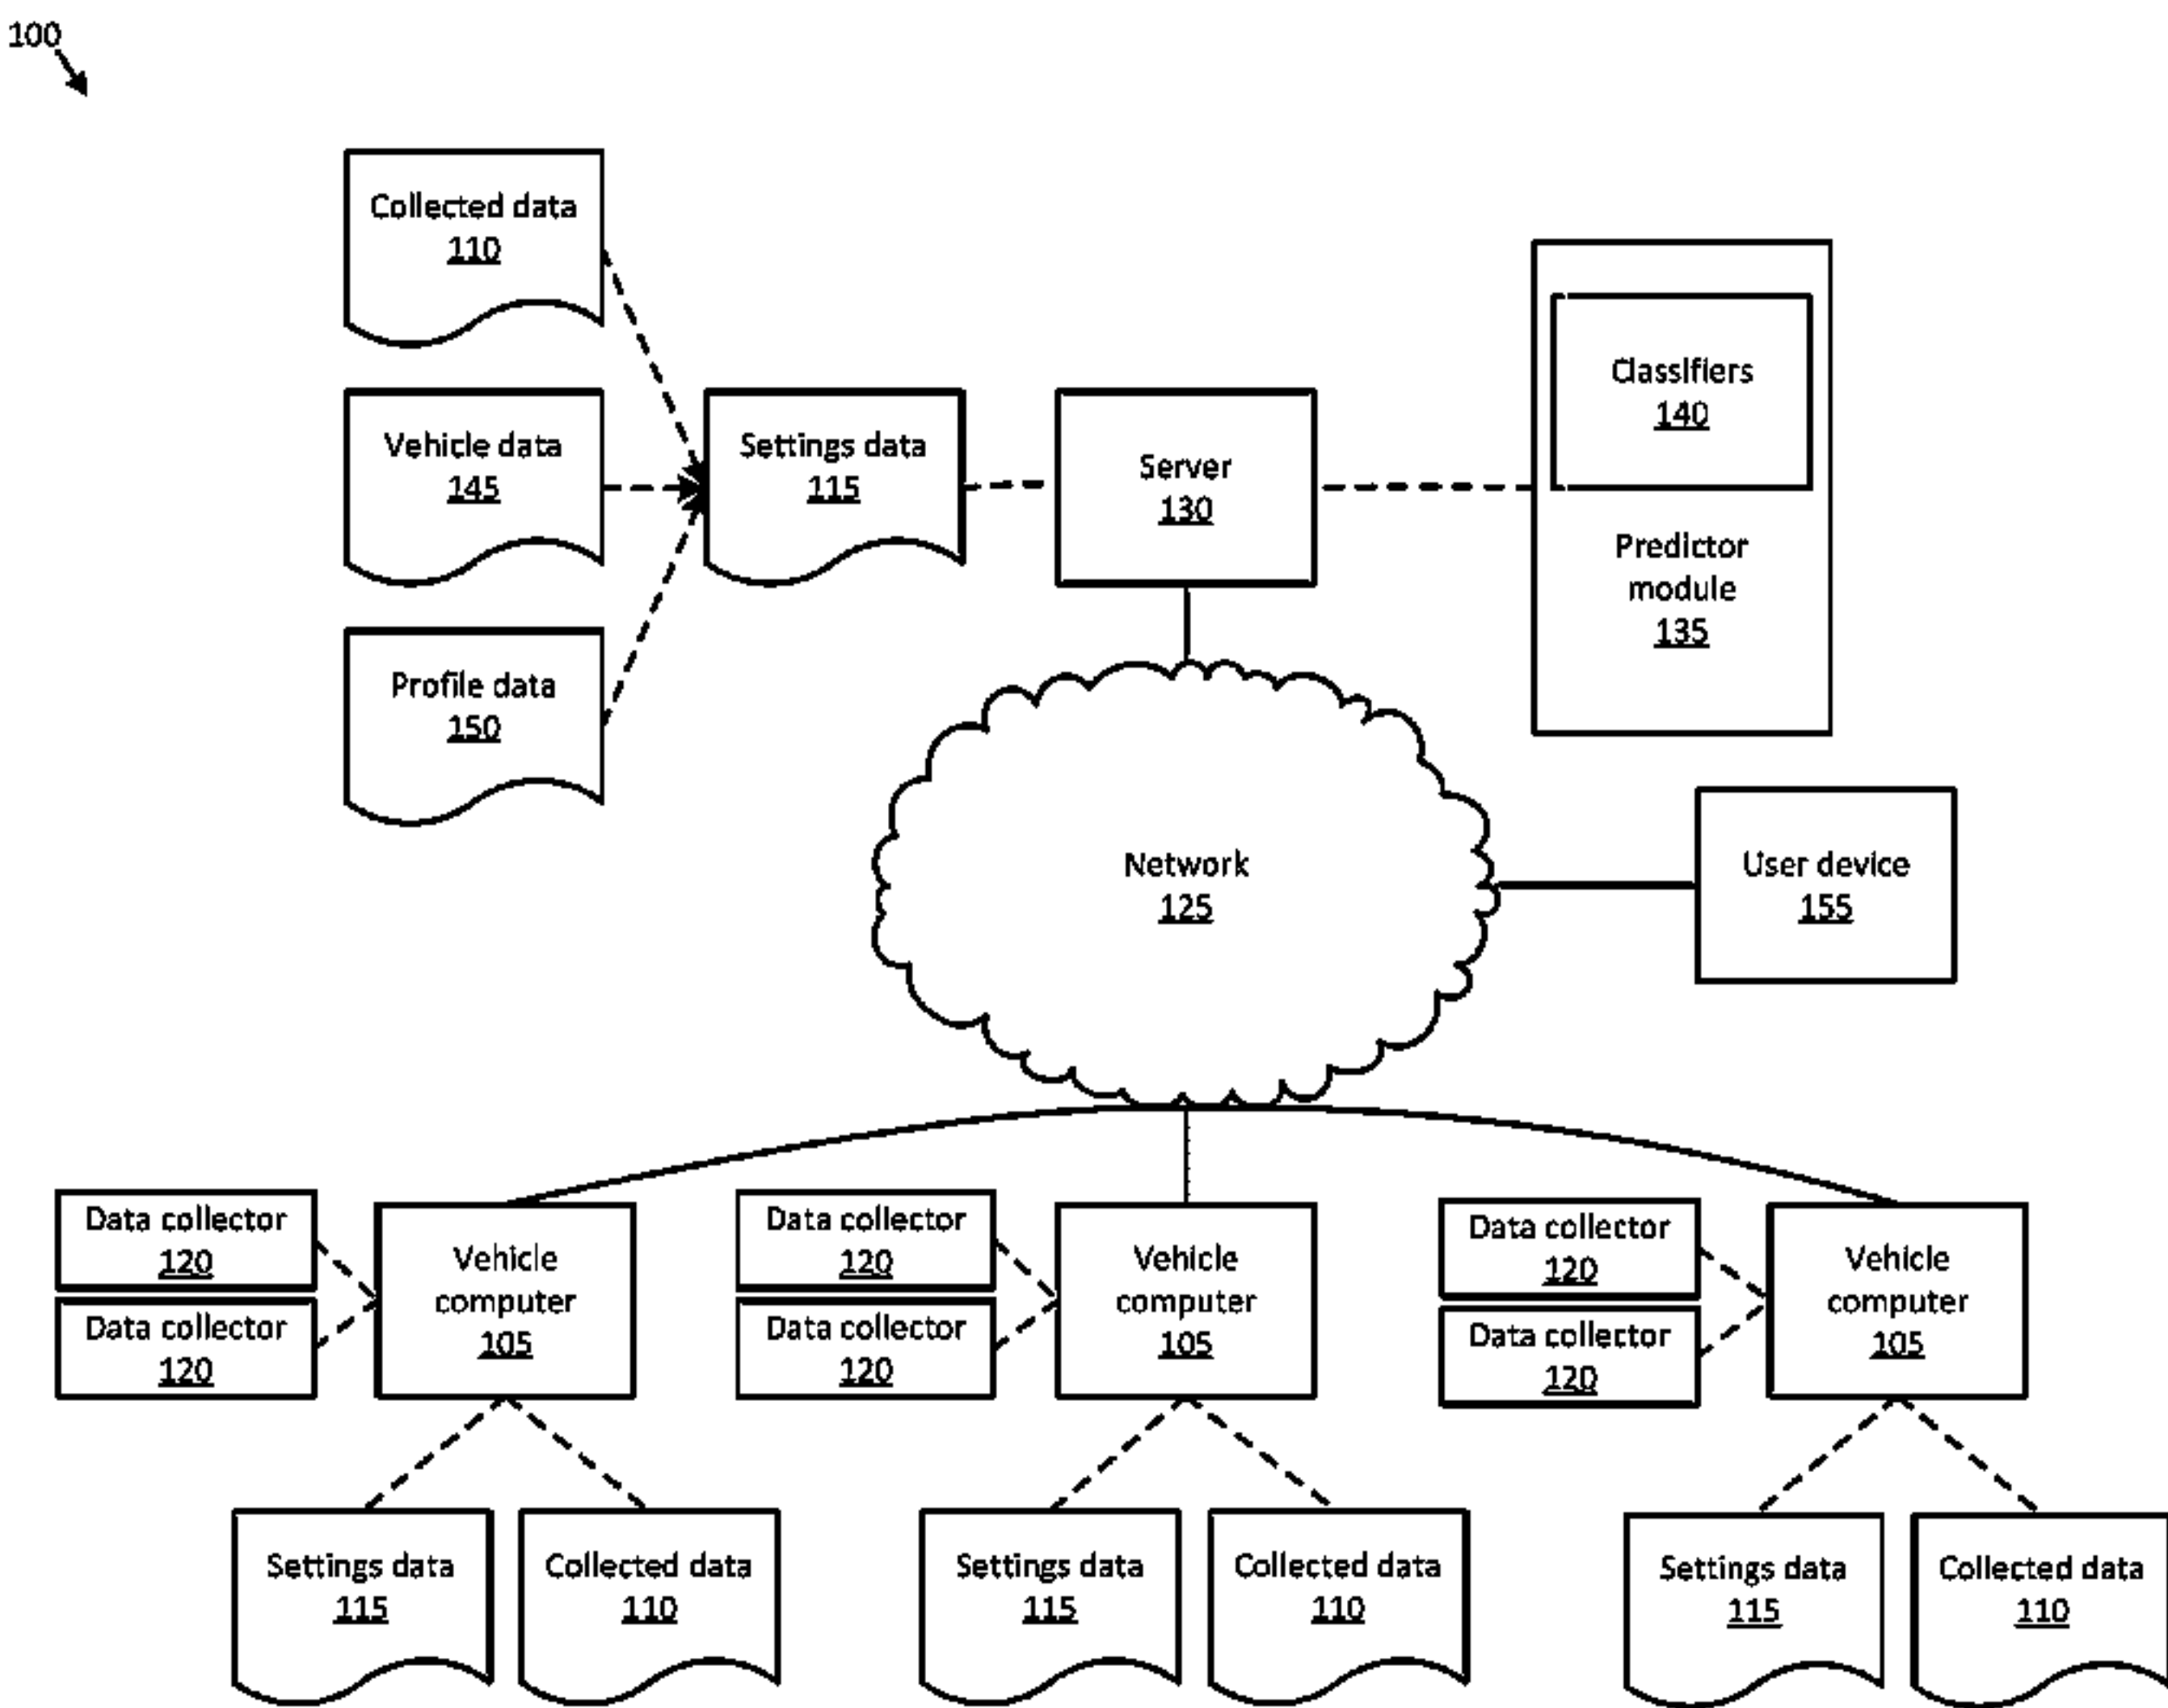 100
Collected data
110
Vehicle data
145
Profile data
150
Settings data
115
Server
130
Classifiers
140
Predictor
module
135
Network
125
User device
155
Data collector
120
Data collector
120
Vehicle
computer
105
Settings data
115
Collected data
110
Data collector
120
Data collector
120
Vehicle
computer
105
Settings data
115
Collected data
110
Data collector
120
Data collector
120
Vehicle
computer
105
Settings data
115
Collected data
110